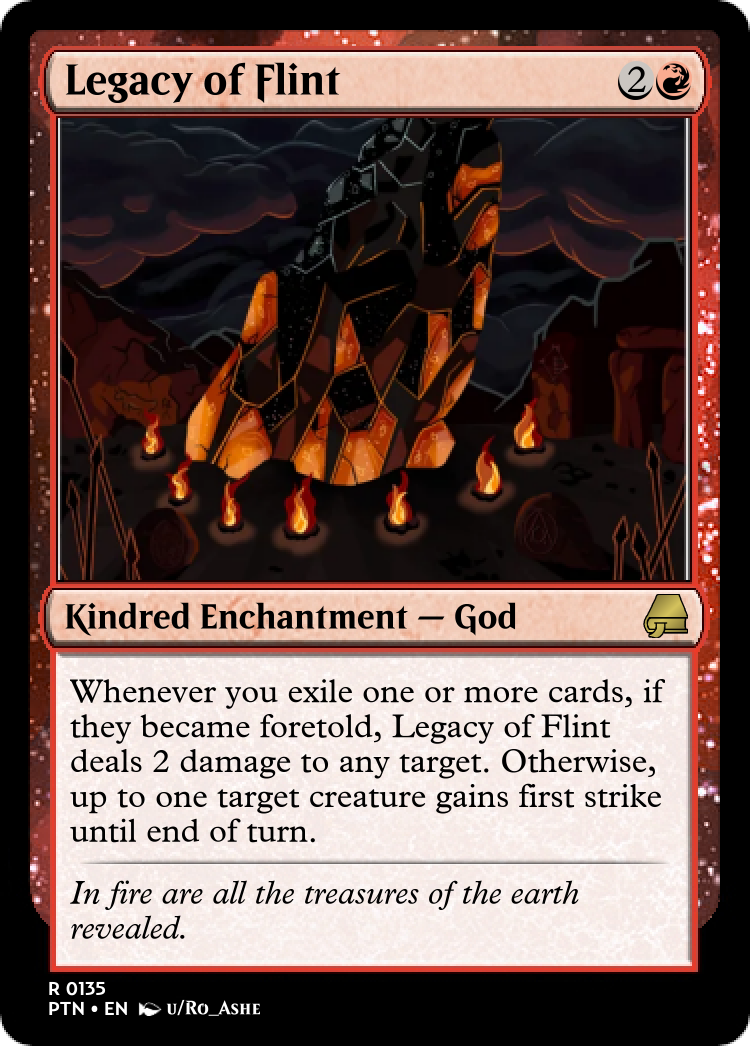 Legacy of Flint 2
Kindred Enchantment — God
Whenever you exile one or more cards, if
they became foretold, Legacy of Flint
deals 2 damage to any target. Otherwise,
up to one target creature gains first strike
until end of turn.
In fire are all the treasures of the earth
revealed.
R 0135
PTN • EN u/Ro_Ashe